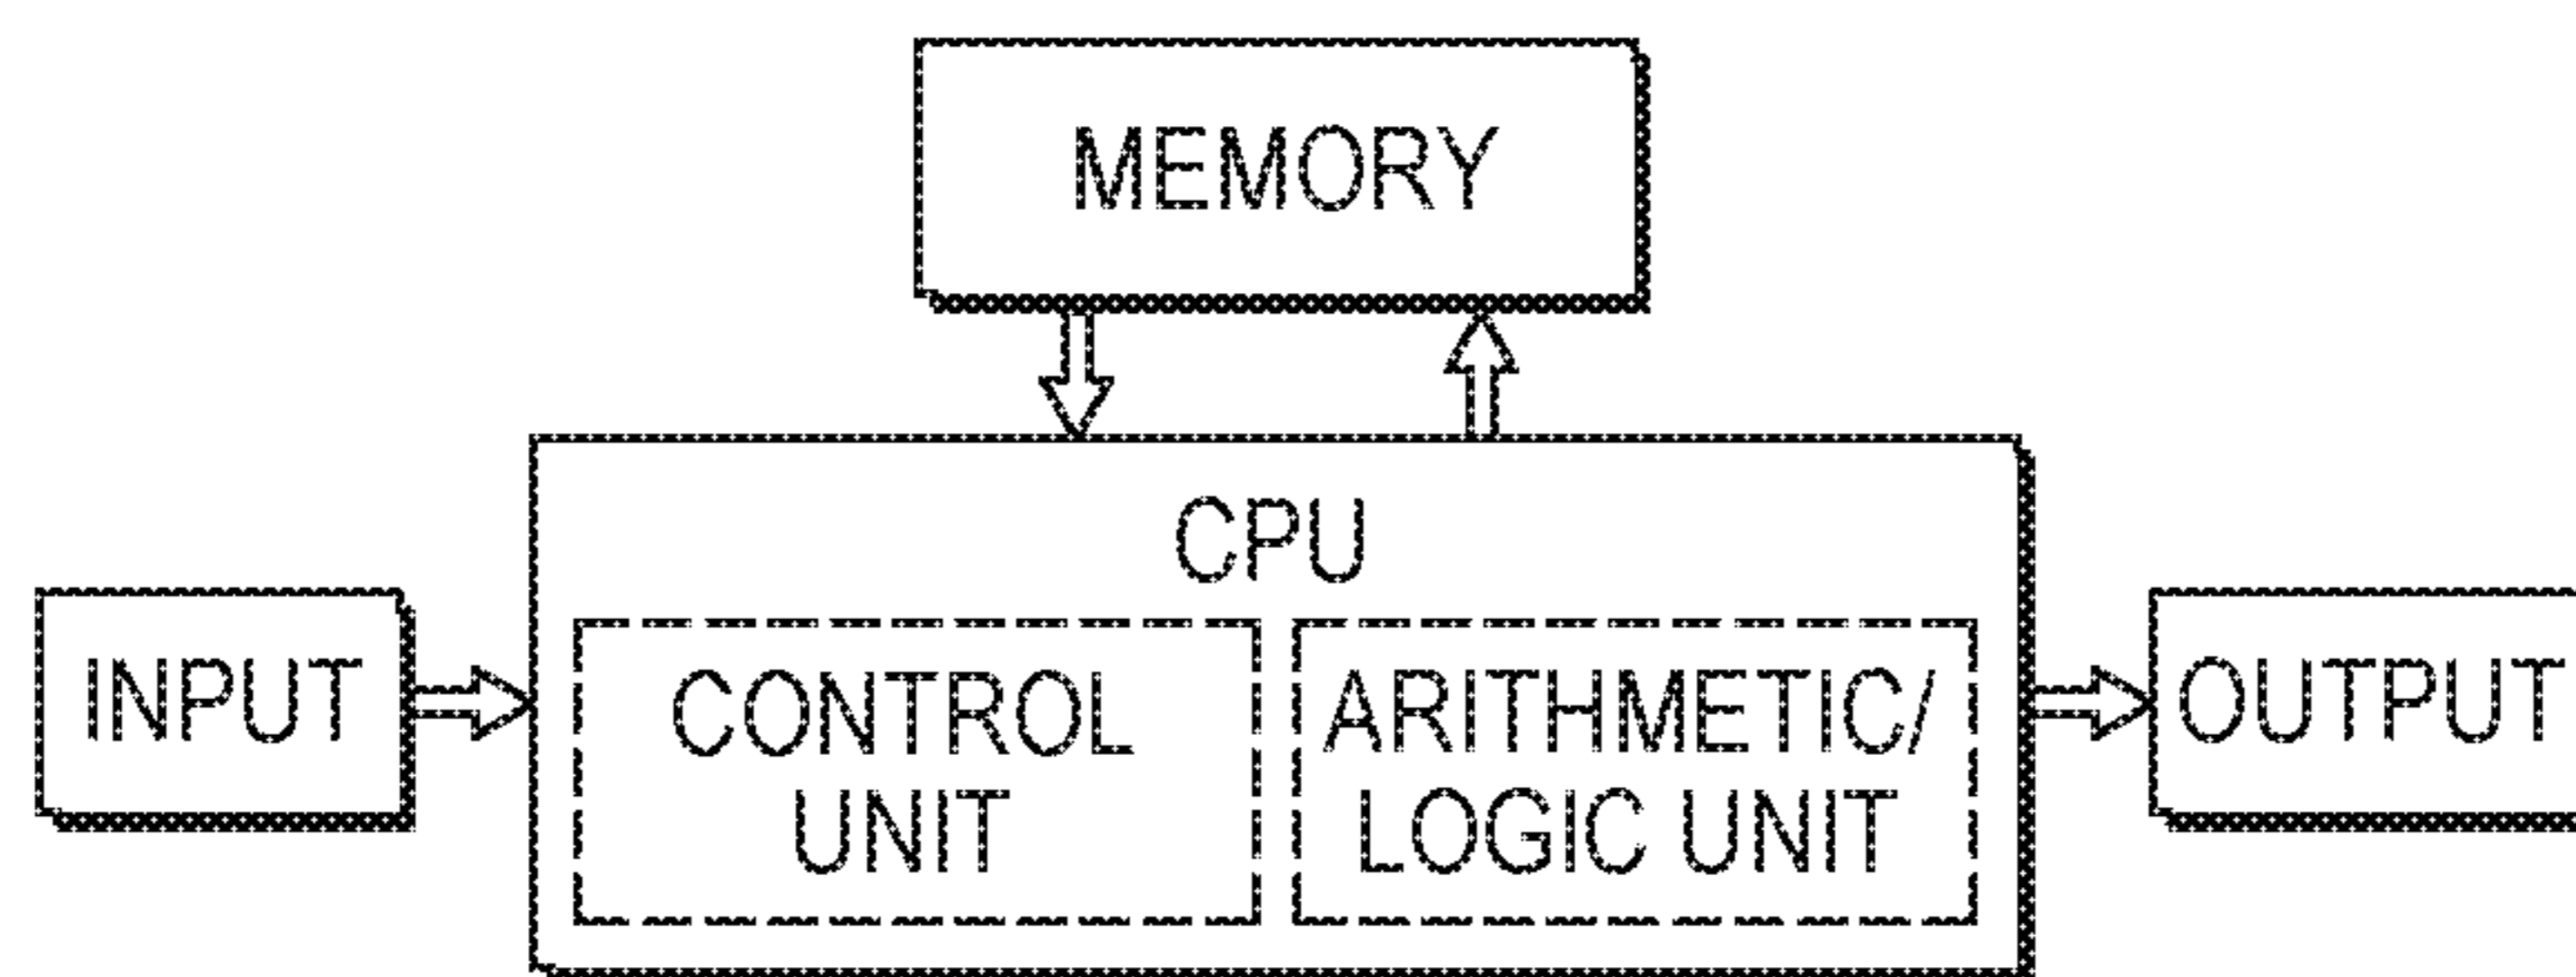 MEMORY
CPU
INPUT
CONTROL
UNIT
ARITHMETIC/
LOGIC UNIT
OUTPUT